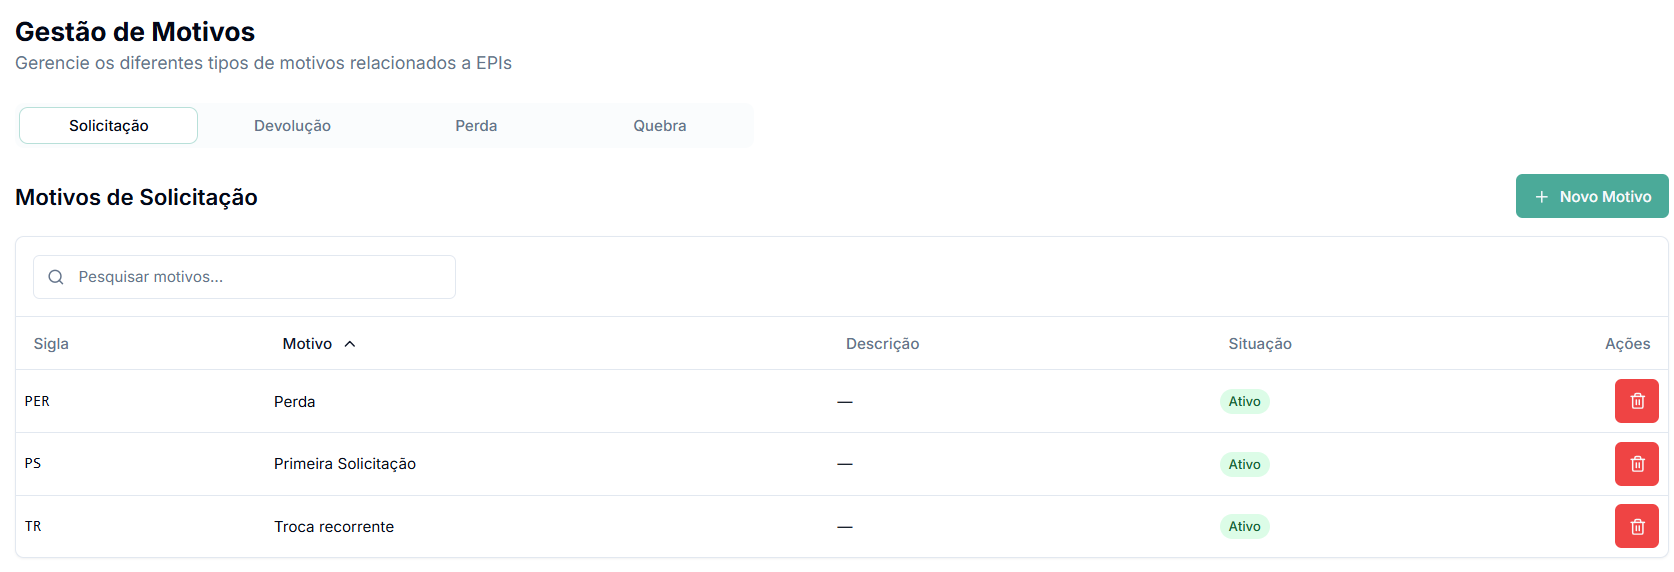 Gestão de Motivos
Gerencie os diferentes tipos de motivos relacionados a EPIs
Solicitação Devolução Perda Quebra
Motivos de Solicitação
+ Novo Motivo
Pesquisar motivos...
Sigla Motivo Descrição Situação Ações
PER Perda — Ativo
PS Primeira Solicitação — Ativo
TR Troca recorrente — Ativo